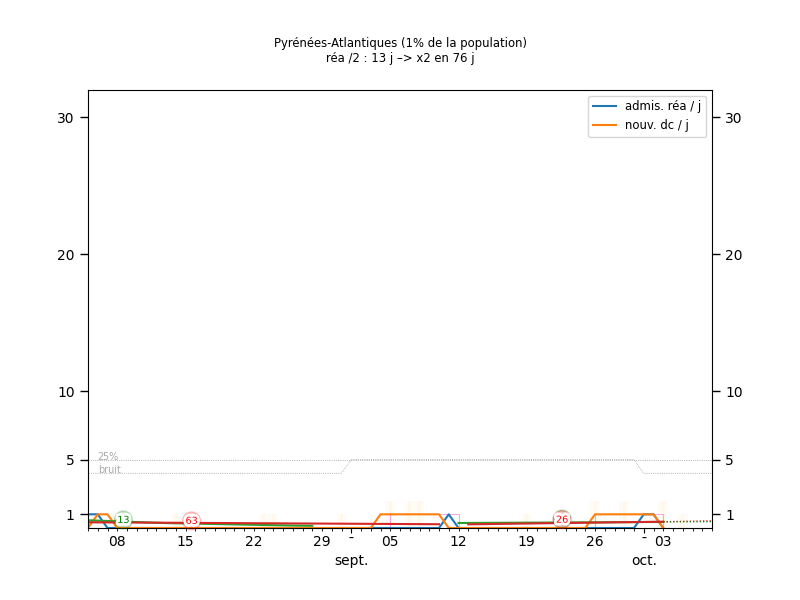 Pyrénées-Atlantiques (1% de la population)
réa /2 : 13 j –> x2 en 76 j
admis. réa / j
nouv. dc / j
30 30
20 20
10 10
5 5
1 1
25%
bruit
13 63 26
08 15 22 29 - 05 12 19 26 - 03
sept. oct.